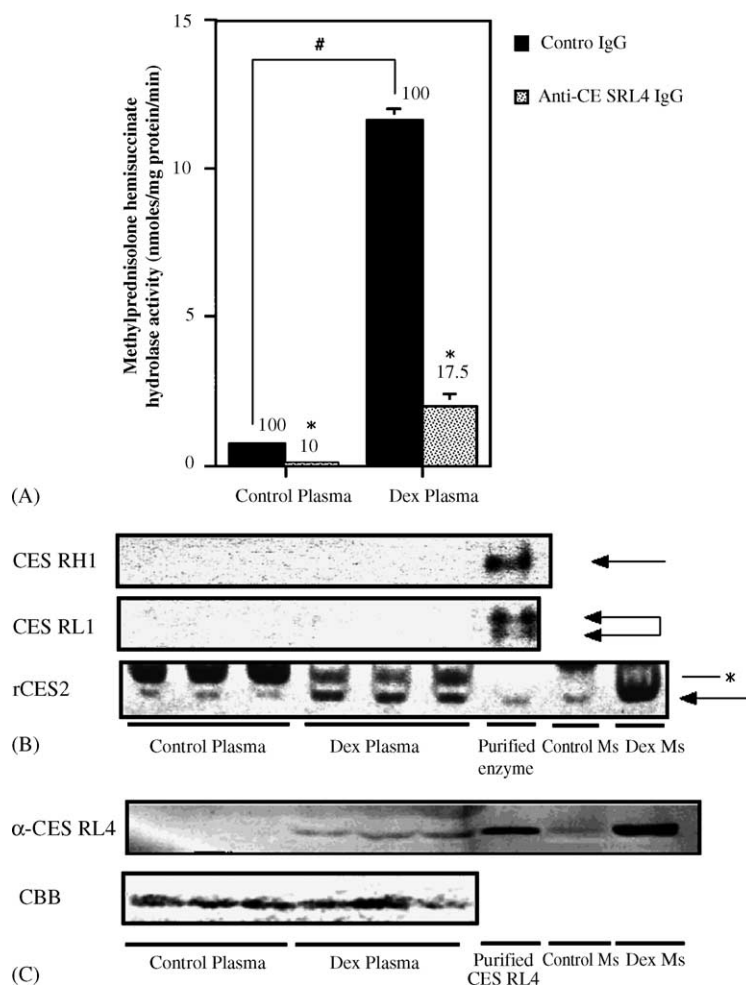 15
10
5
0
Methylprednisolone hemisuccinate
hydrolase activity (nmoles/mg protein/min)
#
100
Contro IgG
Anti-CE SRL4 IgG
*
17.5
100
*
10
Control Plasma
Dex Plasma
(A)
CES RH1
CES RL1
rCES2
*
Control Plasma
Dex Plasma
Purified
enzyme
Control Ms
Dex Ms
(B)
α-CES RL4
CBB
Control Plasma
Dex Plasma
Purified
CES RL4
Control Ms
Dex Ms
(C)